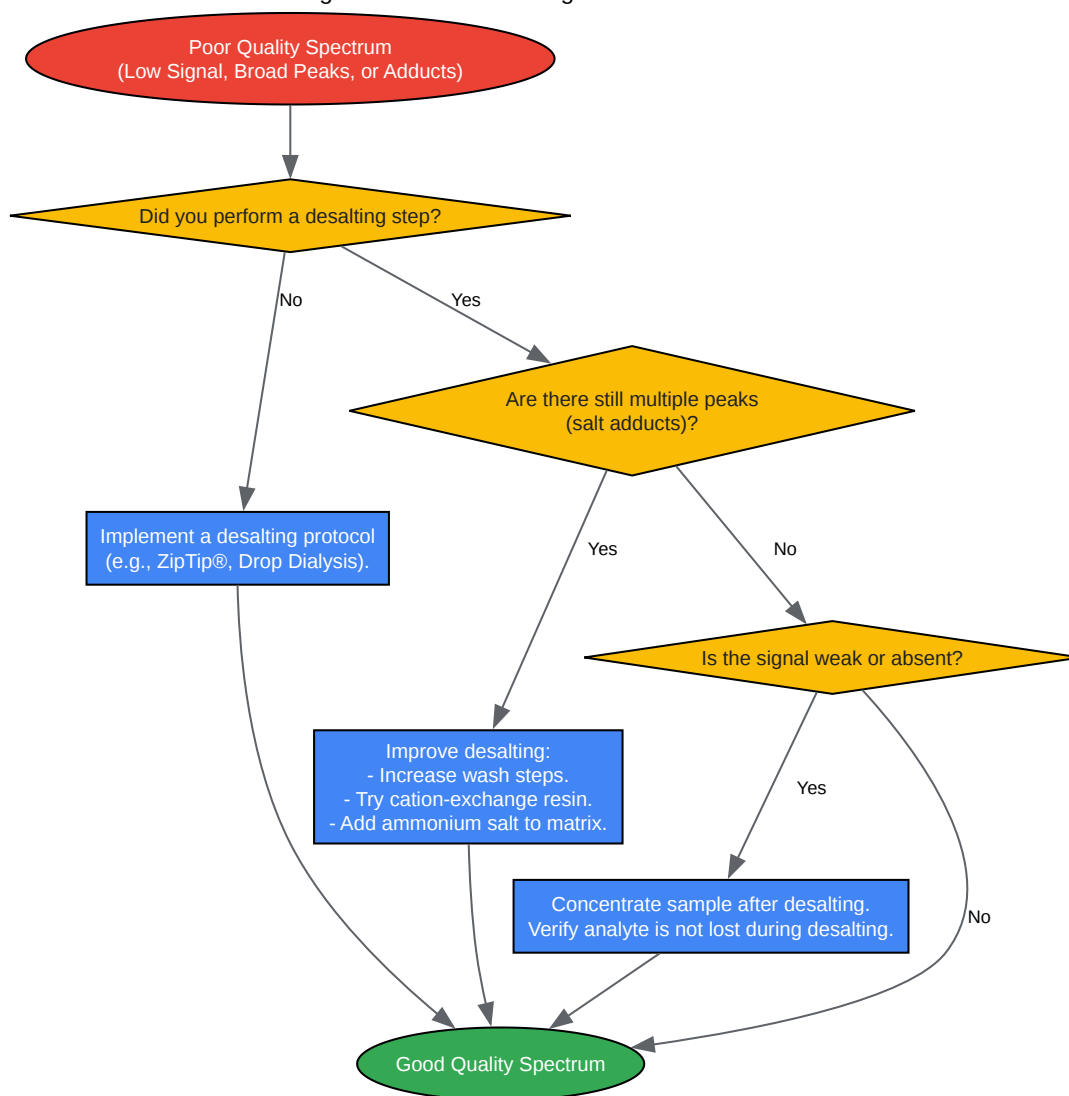 Poor Quality Spectrum
(Low Signal, Broad Peaks, or Adducts)
Did you perform a desalting step?
No
Yes
Are there still multiple peaks
(salt adducts)?
Implement a desalting protocol
(e.g., ZipTip®, Drop Dialysis).
Yes
No
Is the signal weak or absent?
Improve desalting:
- Increase wash steps.
- Try cation-exchange resin.
- Add ammonium salt to matrix.
Yes
Concentrate sample after desalting.
Verify analyte is not lost during desalting.
No
Good Quality Spectrum